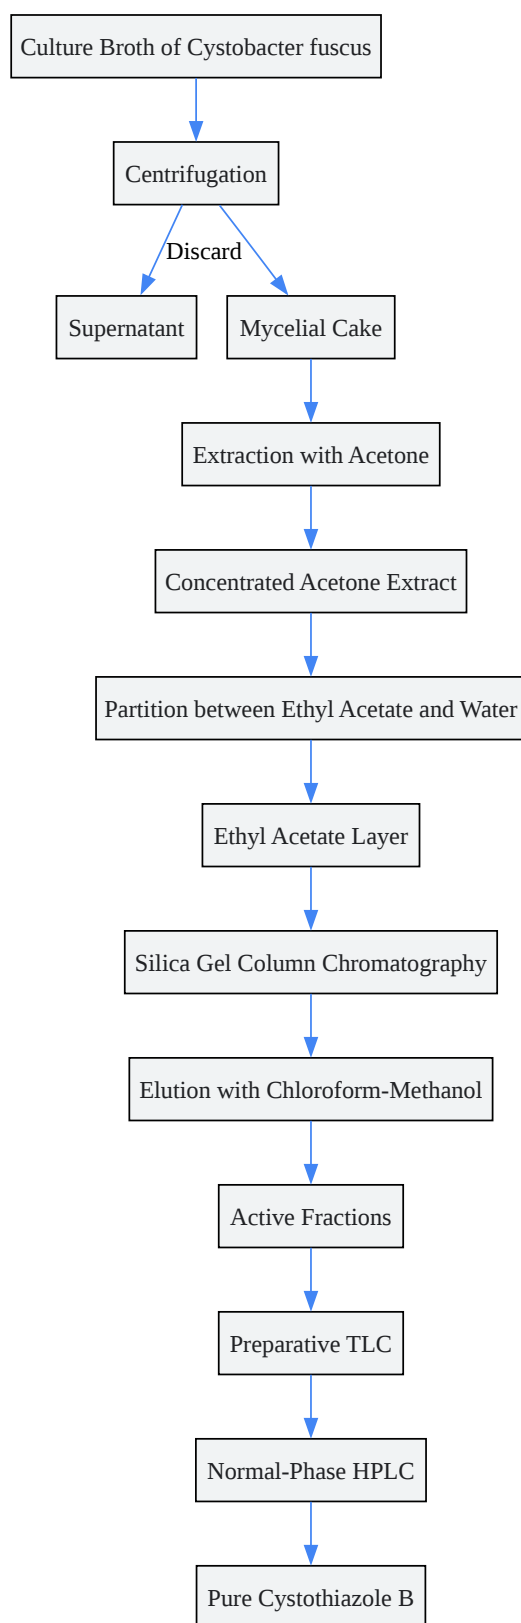 Culture Broth of Cystobacter fuscus
Centrifugation
Discard
Supernatant
Mycelial Cake
Extraction with Acetone
Concentrated Acetone Extract
Partition between Ethyl Acetate and Water
Ethyl Acetate Layer
Silica Gel Column Chromatography
Elution with Chloroform-Methanol
Active Fractions
Preparative TLC
Normal-Phase HPLC
Pure Cystothiazole B